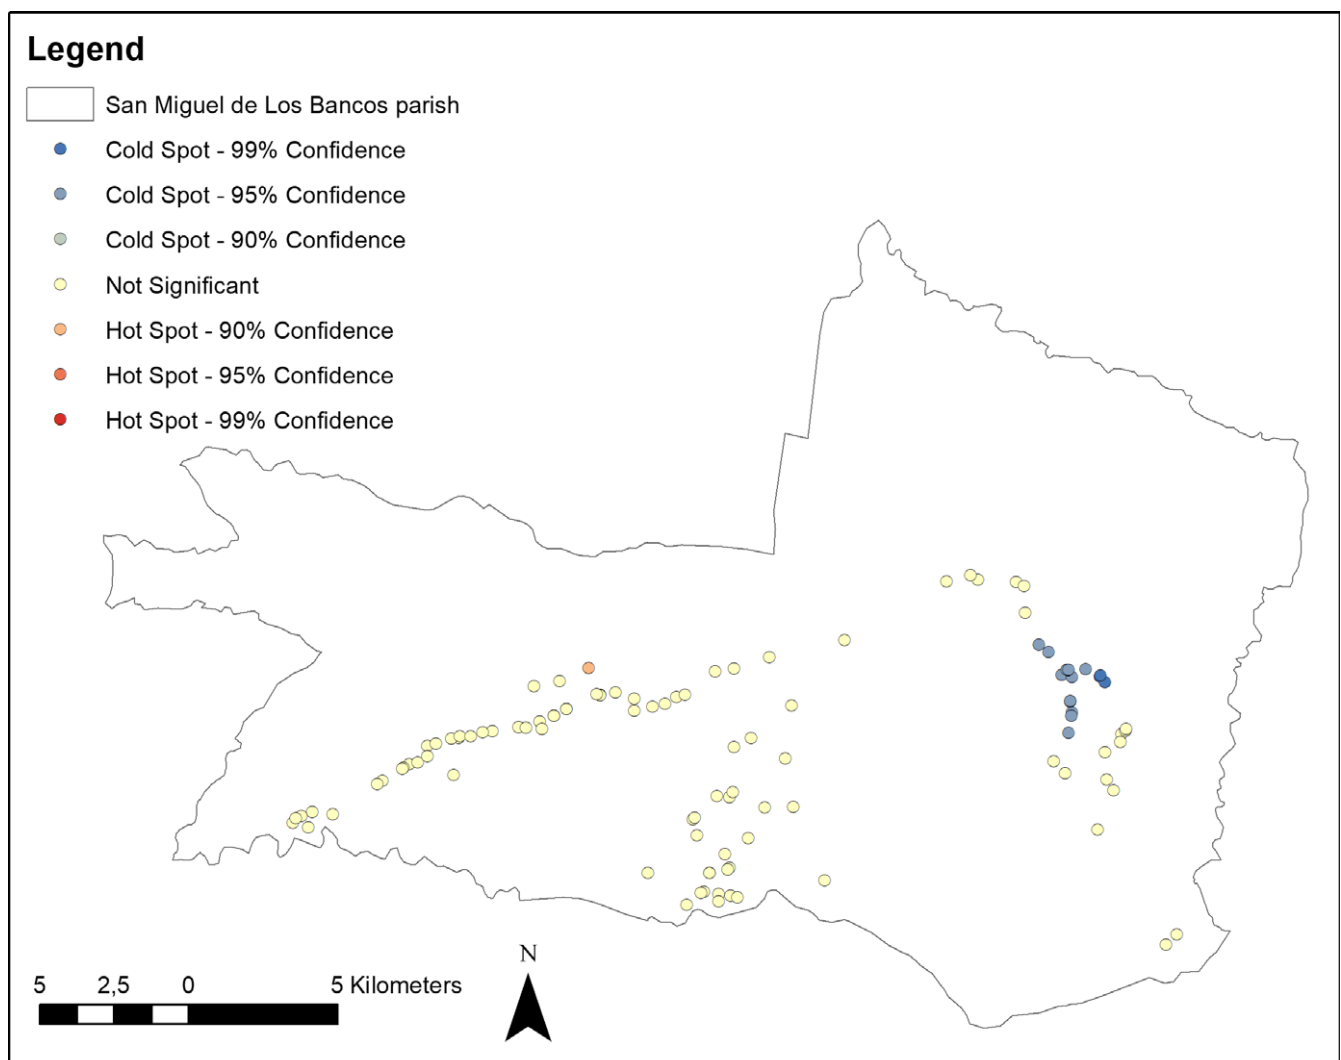 Legend
San Miguel de Los Bancos parish
Cold Spot - 99% Confidence
Cold Spot - 95% Confidence
Cold Spot - 90% Confidence
Not Significant
Hot Spot - 90% Confidence
Hot Spot - 95% Confidence
Hot Spot - 99% Confidence
N
5 2,5 0 5 Kilometers